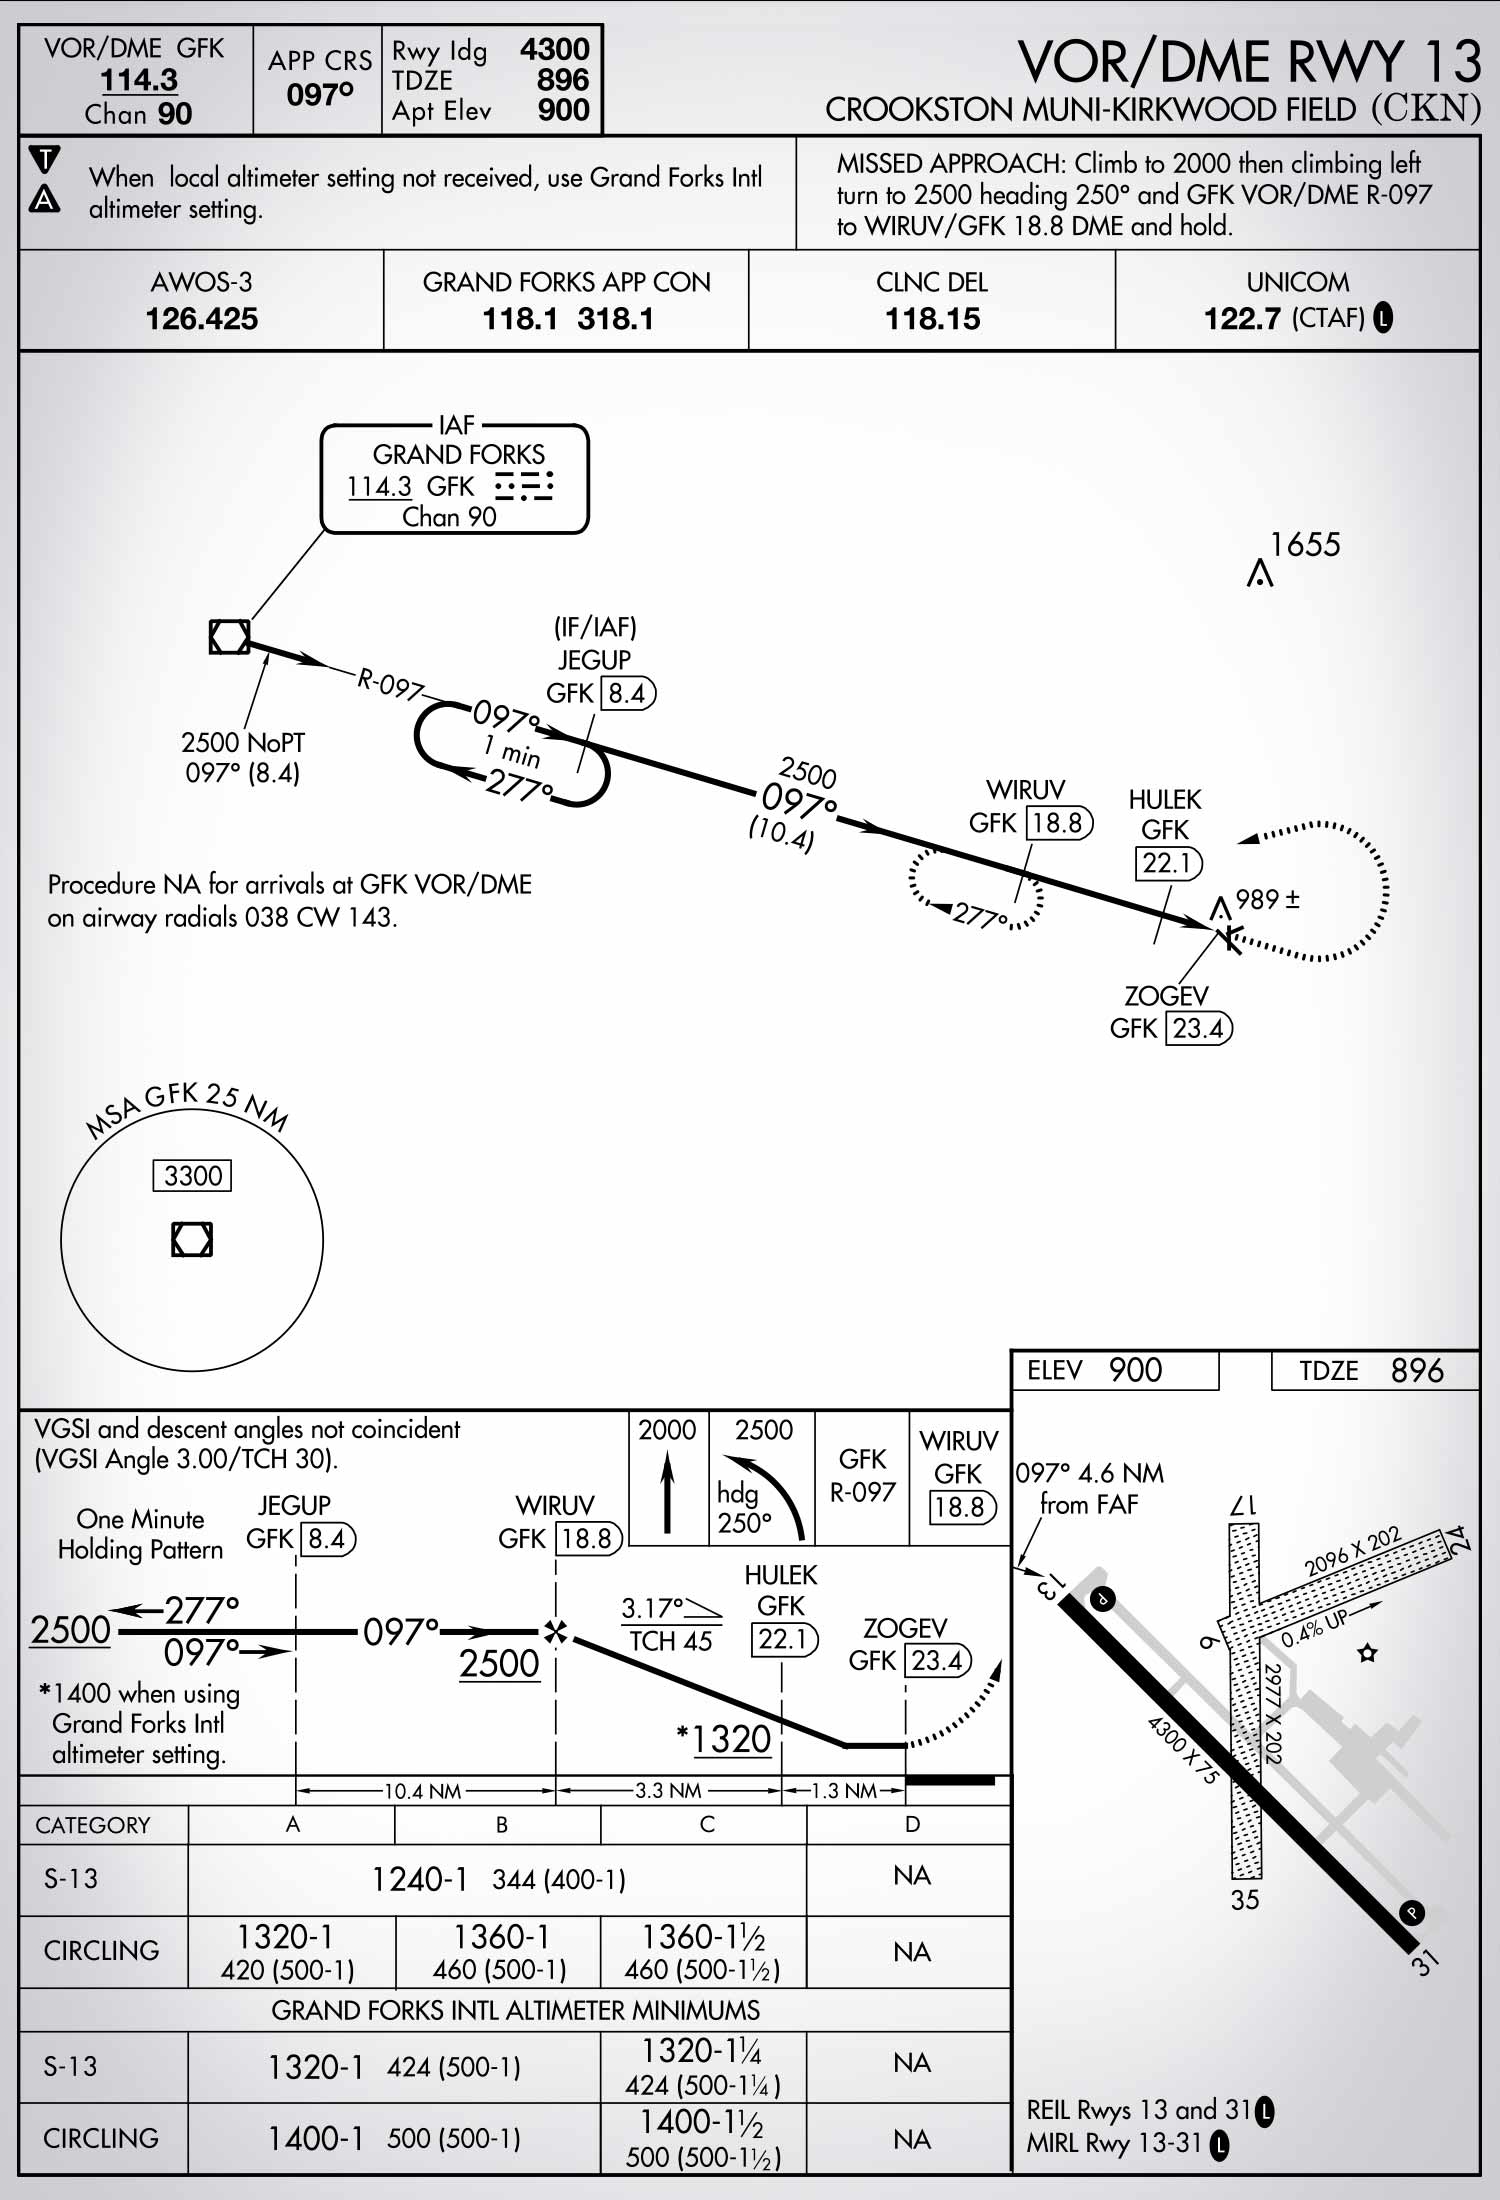 VOR/DME GFK
114.3
Chan 90
APP CRS
097°
Rwy Idg 4300
TDZE 896
Apt Elev 900
VOR/DME RWY 13
CROOKSTON MUNI-KIRKWOOD FIELD (CKN)
T
A
When local altimeter setting not received, use Grand Forks Intl
altimeter setting.
MISSED APPROACH: Climb to 2000 then climbing left
turn to 2500 heading 250° and GFK VOR/DME R-097
to WIRUV/GFK 18.8 DME and hold.
AWOS-3
126.425
GRAND FORKS APP CON
118.1 318.1
CLNC DEL
118.15
UNICOM
122.7 (CTAF) L
IAF
GRAND FORKS
114.3 GFK
Chan 90
1655
(IF/IAF)
JEGUP
GFK 8.4
R-097
097°
1 min
277°
2500 NoPT
097° (8.4)
2500
097°
(10.4)
WIRUV
GFK 18.8
HULEK
GFK
22.1
277°
989 ±
ZOGEV
GFK 23.4
Procedure NA for arrivals at GFK VOR/DME
on airway radials 038 CW 143.
MSA GFK 25 NM
3300
ELEV 900
TDZE 896
VGSI and descent angles not coincident
(VGSI Angle 3.00/TCH 30).
2000
2500
hdg
250°
GFK
R-097
WIRUV
GFK
18.8
One Minute
Holding Pattern
JEGUP
GFK 8.4
WIRUV
GFK 18.8
HULEK
GFK
22.1
ZOGEV
GFK 23.4
3.17°
TCH 45
2500
277°
097°
097°
2500
*1320
*1400 when using
Grand Forks Intl
altimeter setting.
10.4 NM
3.3 NM
1.3 NM
097° 4.6 NM
from FAF
13
P
17
2096 X 202
24
6
0.4% UP
2977 X 202
4300 X 75
35
P
31
REIL Rwys 13 and 31 L
MIRL Rwy 13-31 L
CATEGORY A B C D
S-13 1240-1 344 (400-1) NA
CIRCLING 1320-1 1360-1 1360-1½ NA
420 (500-1) 460 (500-1) 460 (500-1½)
GRAND FORKS INTL ALTIMETER MINIMUMS
S-13 1320-1 424 (500-1) 1320-1¼ NA
424 (500-1¼)
CIRCLING 1400-1 500 (500-1) 1400-1½ NA
500 (500-1½)